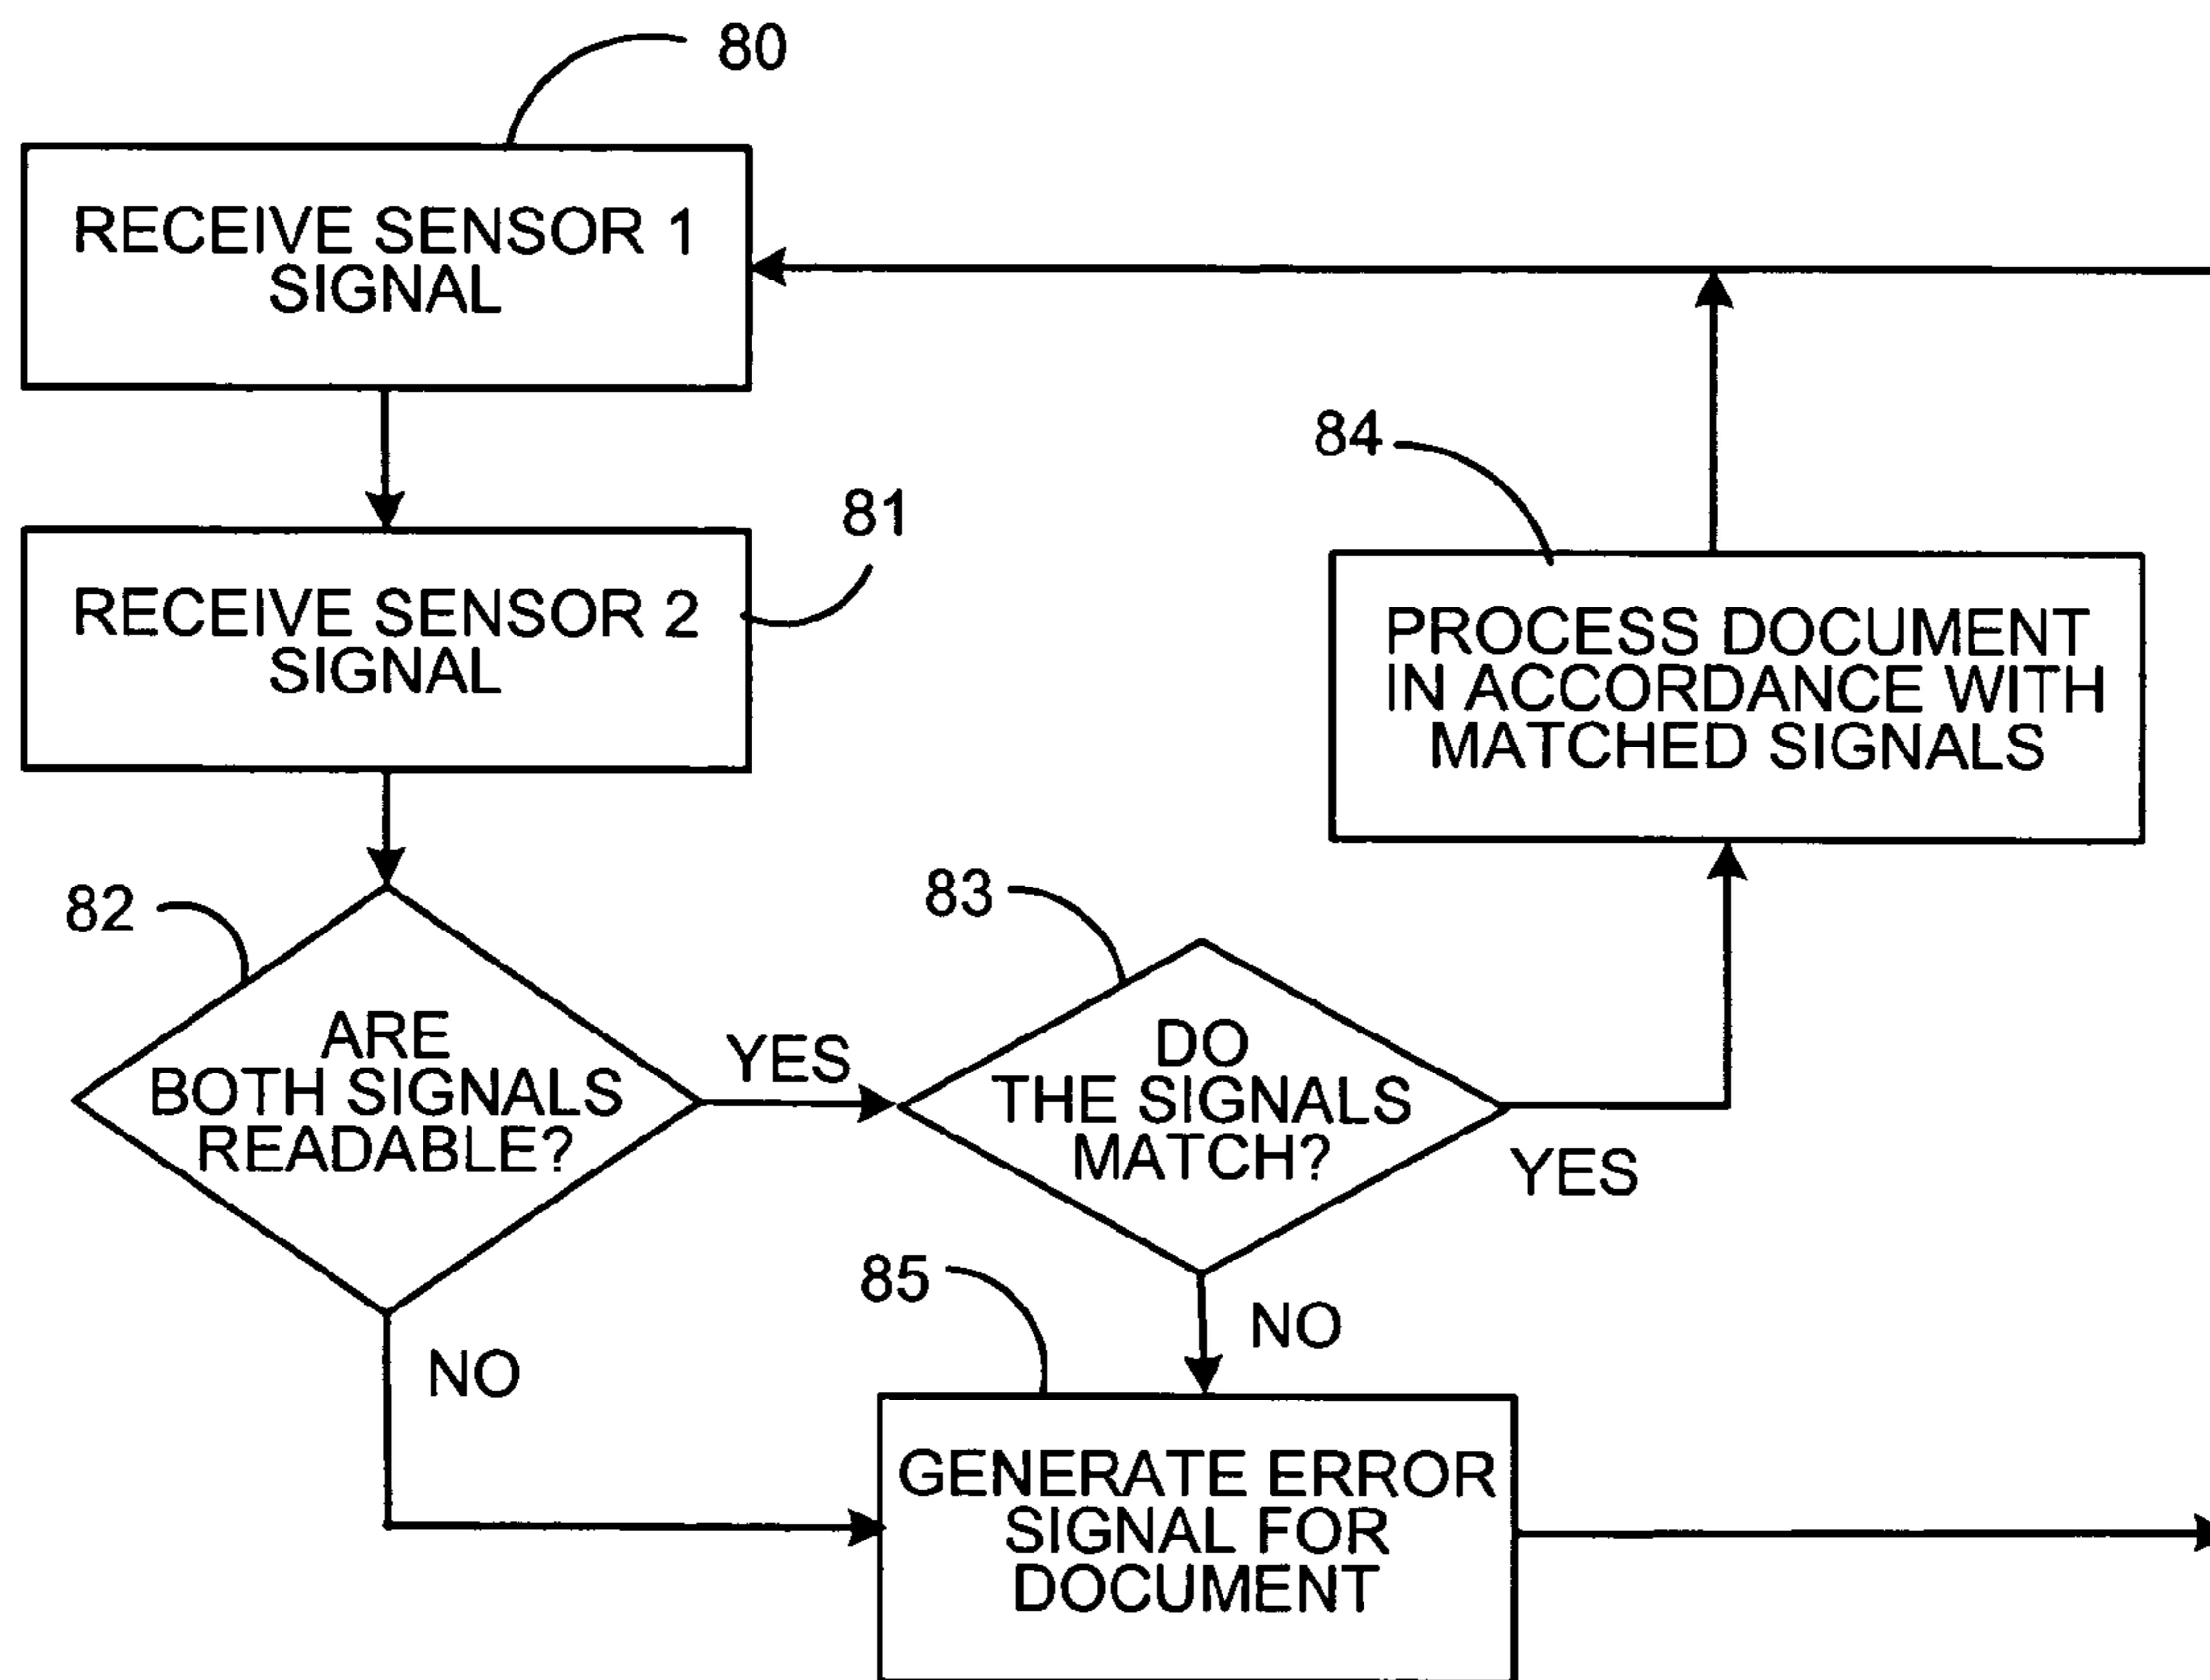 80
RECEIVE SENSOR 1
SIGNAL
81
RECEIVE SENSOR 2
SIGNAL
84
PROCESS DOCUMENT
IN ACCORDANCE WITH
MATCHED SIGNALS
82
ARE
BOTH SIGNALS
READABLE?
YES
83
DO
THE SIGNALS
MATCH?
YES
NO
85
NO
GENERATE ERROR
SIGNAL FOR
DOCUMENT